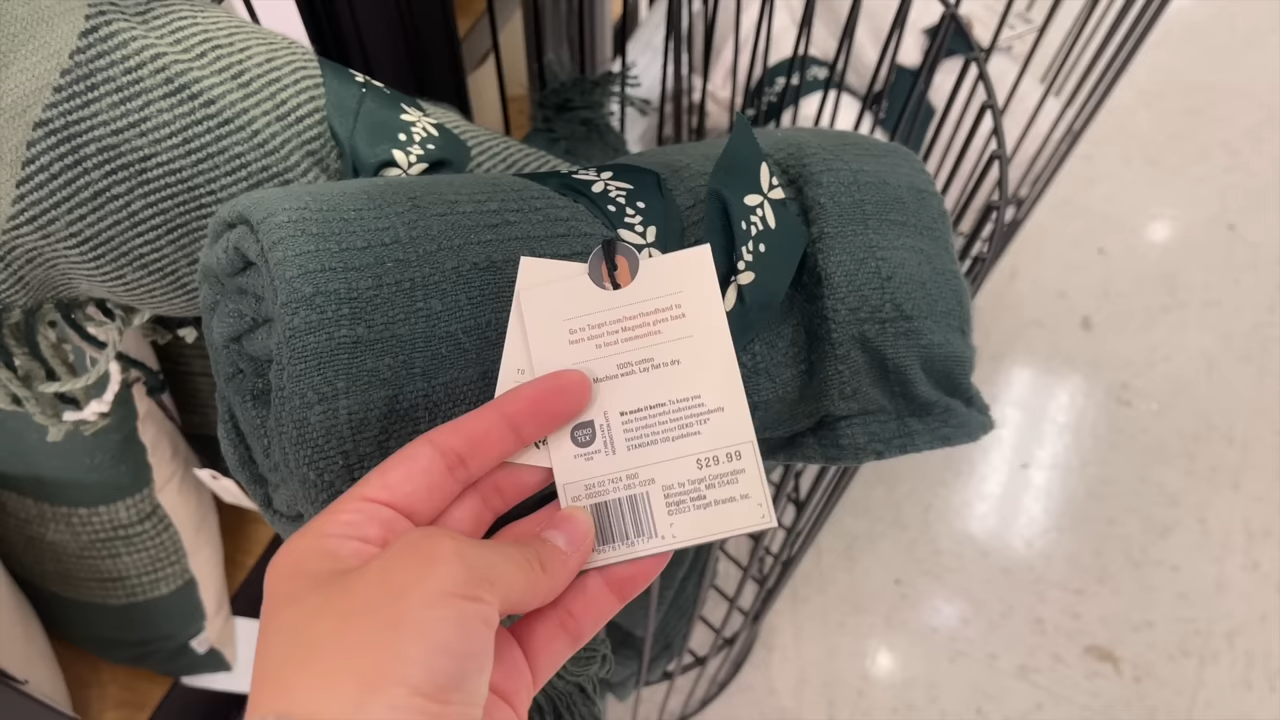 Go to Target.com/hearthandhand to
learn about how Magnolia gives back
to local communities.
100% cotton
Machine wash. Lay flat to dry.
TO
OEKO
TEX®
STANDARD
100
We made it better. To keep you
safe from harmful substances,
this product has been independently
tested to the strict OEKO-TEX®
STANDARD 100 guidelines.
$29.99
324 02 7424 R00
IDC-002020-01-083-0228
Dist. by Target Corporation
Minneapolis, MN 55403
Origin: India
©2023 Target Brands, Inc.
96761 58117 6